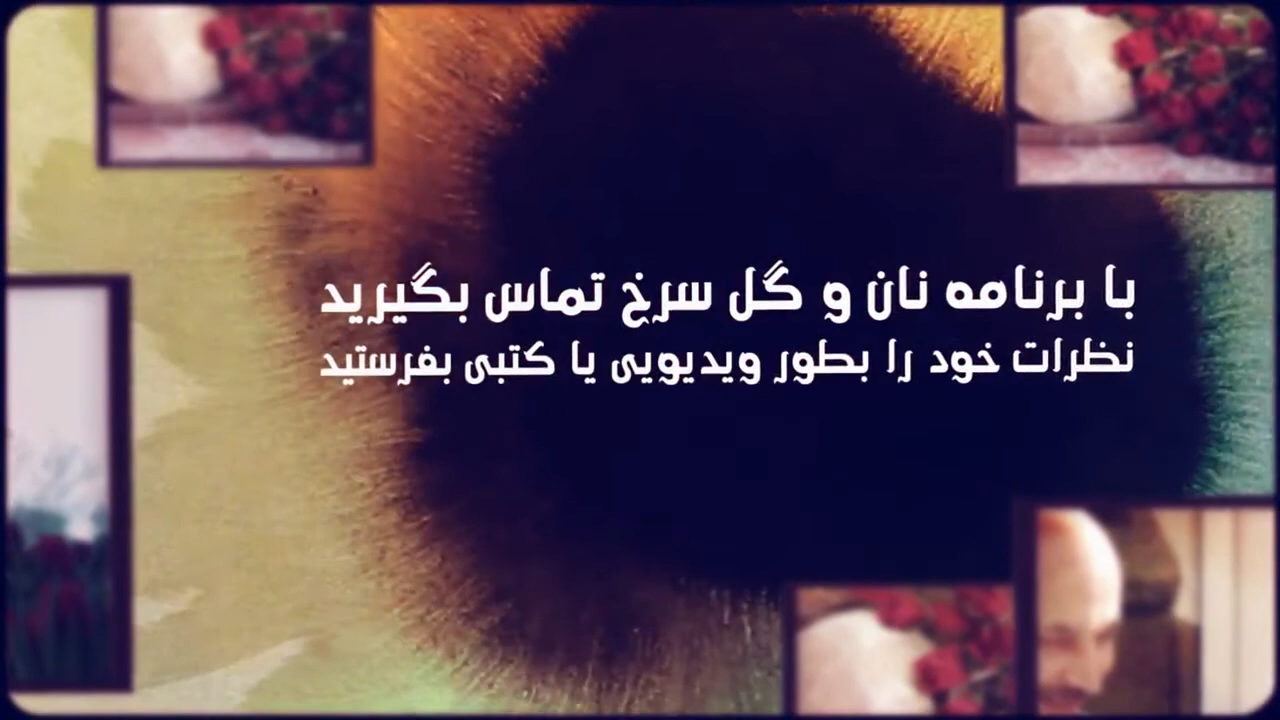 با برنامه نان و گل سرخ تماس بگیرید
نظرات خود را بطور ویدیویی یا کتبی بفرستید